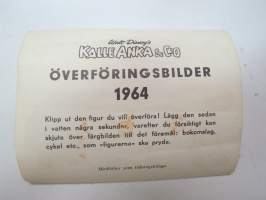 Walt Disney's
KALLE ANKA & C:O
ÖVERFÖRINGSBILDER
1964
Klipp ut den figur du vill överföra! Lägg den sedan
i vatten några sekunder, varefter du försiktigt kan
skjuta över färgbilden till det föremål: bokomslag,
cykel etc., som »figurerna» ska pryda.